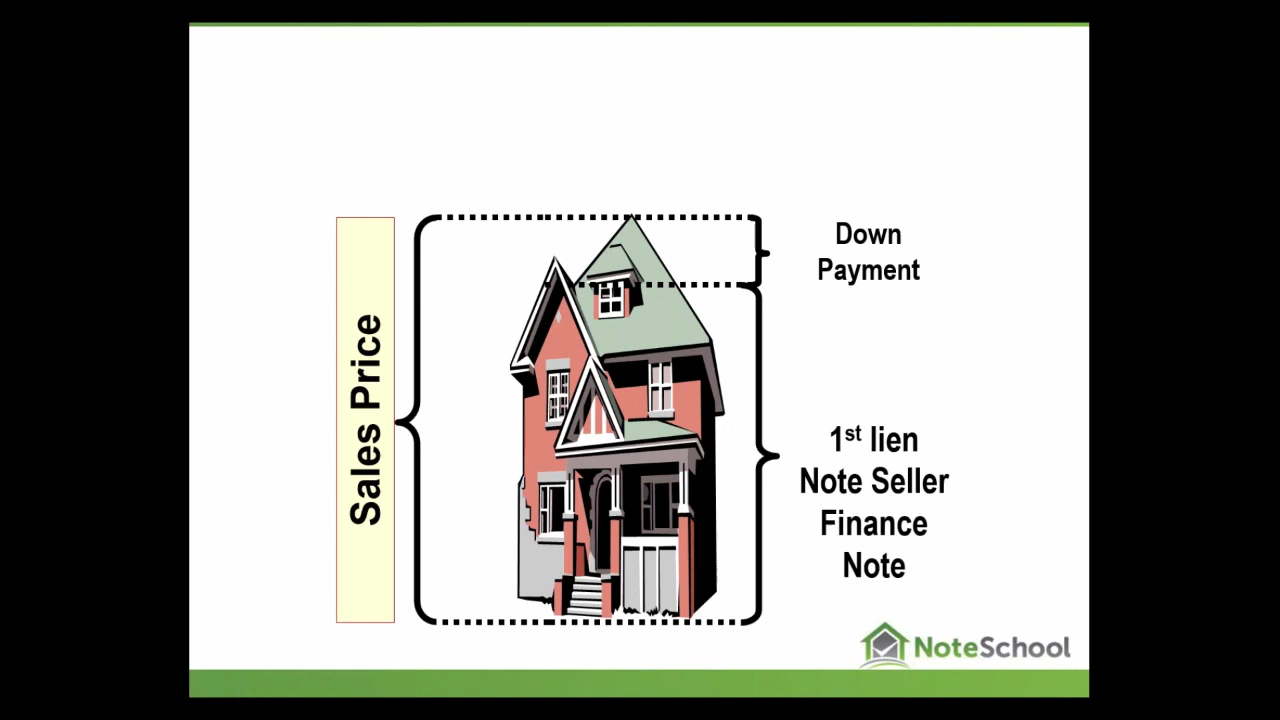 Sales Price
Down
Payment
1st lien
Note Seller
Finance
Note
NoteSchool